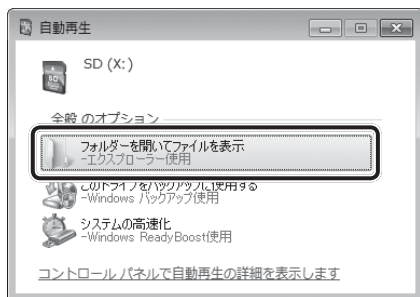 自動再生
SD (X:)
全般 のオプション
フォルダーを開いてファイルを表示
-エクスプローラー使用
このドライブをバックアップに使用する
-Windows バックアップ使用
システムの高速化
-Windows ReadyBoost使用
コントロール パネルで自動再生の詳細を表示します